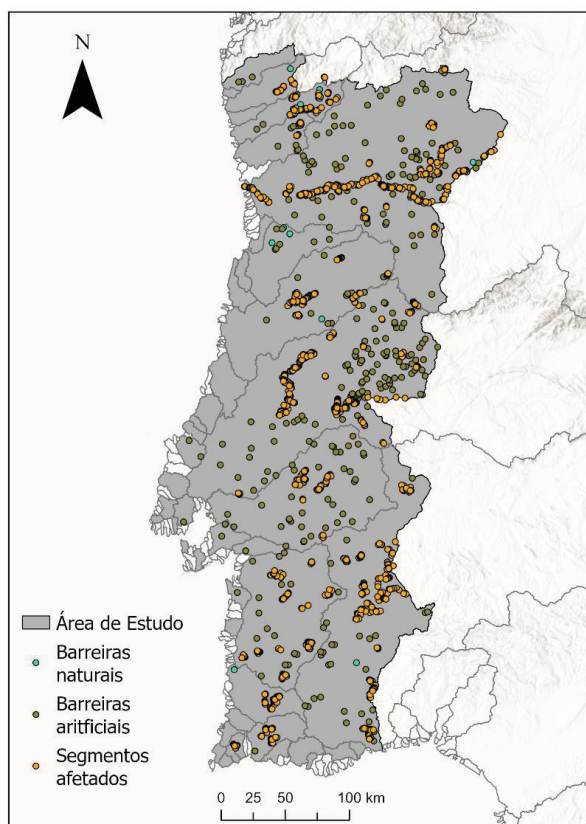 N
Área de Estudo
Barreiras
naturais
Barreiras
aritficiais
Segmentos
afetados
0 25 50 100 km